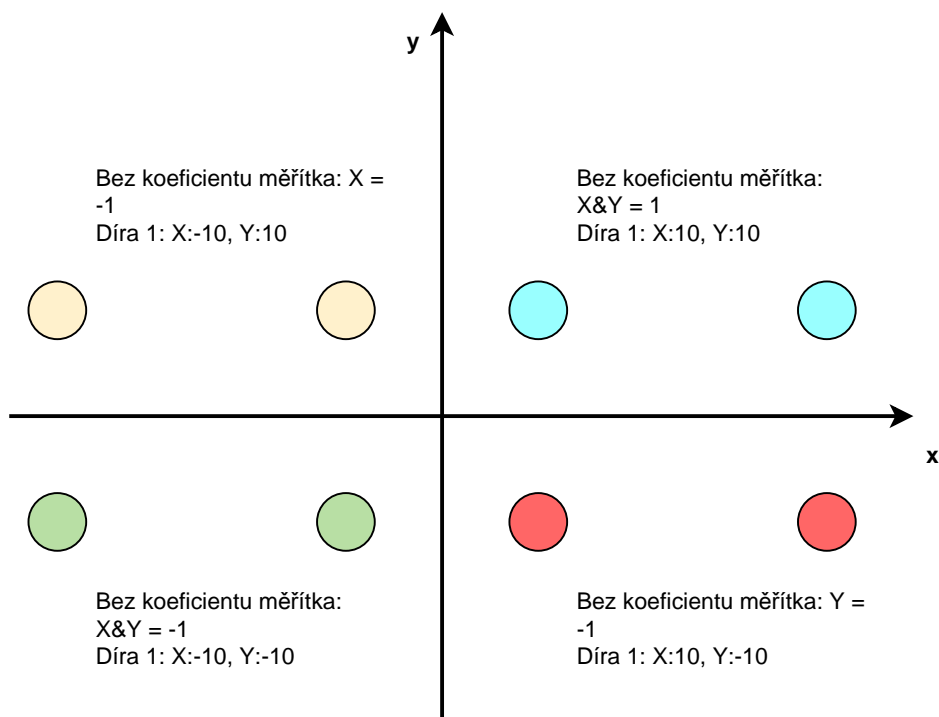 y
Bez koeficientu měřítka: X =
-1
Díra 1: X:-10, Y:10
Bez koeficientu měřítka:
X&Y = 1
Díra 1: X:10, Y:10
x
Bez koeficientu měřítka:
X&Y = -1
Díra 1: X:-10, Y:-10
Bez koeficientu měřítka: Y =
-1
Díra 1: X:10, Y:-10